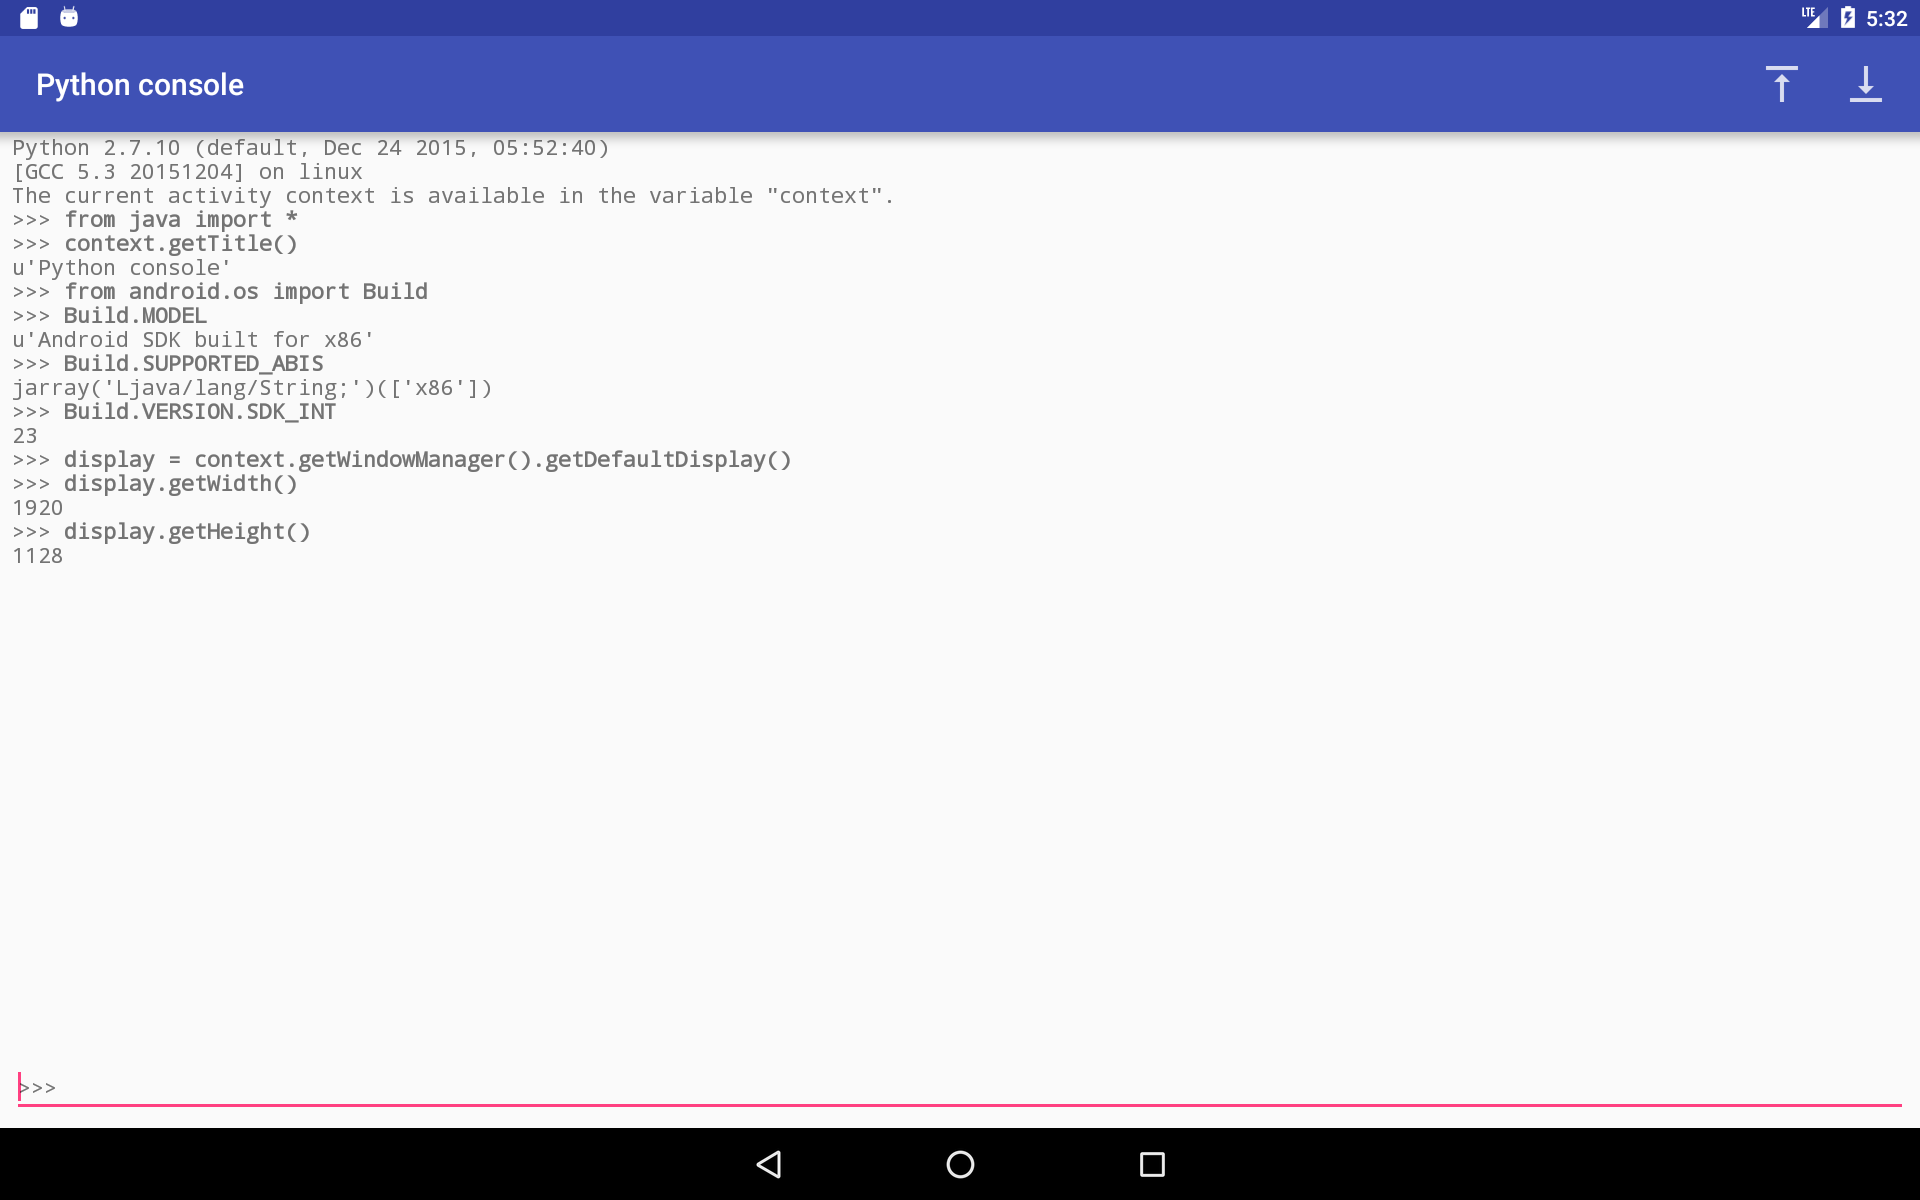 LTE 5:32
Python console
Python 2.7.10 (default, Dec 24 2015, 05:52:40)
[GCC 5.3 20151204] on linux
The current activity context is available in the variable "context".
>>> from java import *
>>> context.getTitle()
u'Python console'
>>> from android.os import Build
>>> Build.MODEL
u'Android SDK built for x86'
>>> Build.SUPPORTED_ABIS
jarray('Ljava/lang/String;')(['x86'])
>>> Build.VERSION.SDK_INT
23
>>> display = context.getWindowManager().getDefaultDisplay()
>>> display.getWidth()
1920
>>> display.getHeight()
1128
>>>